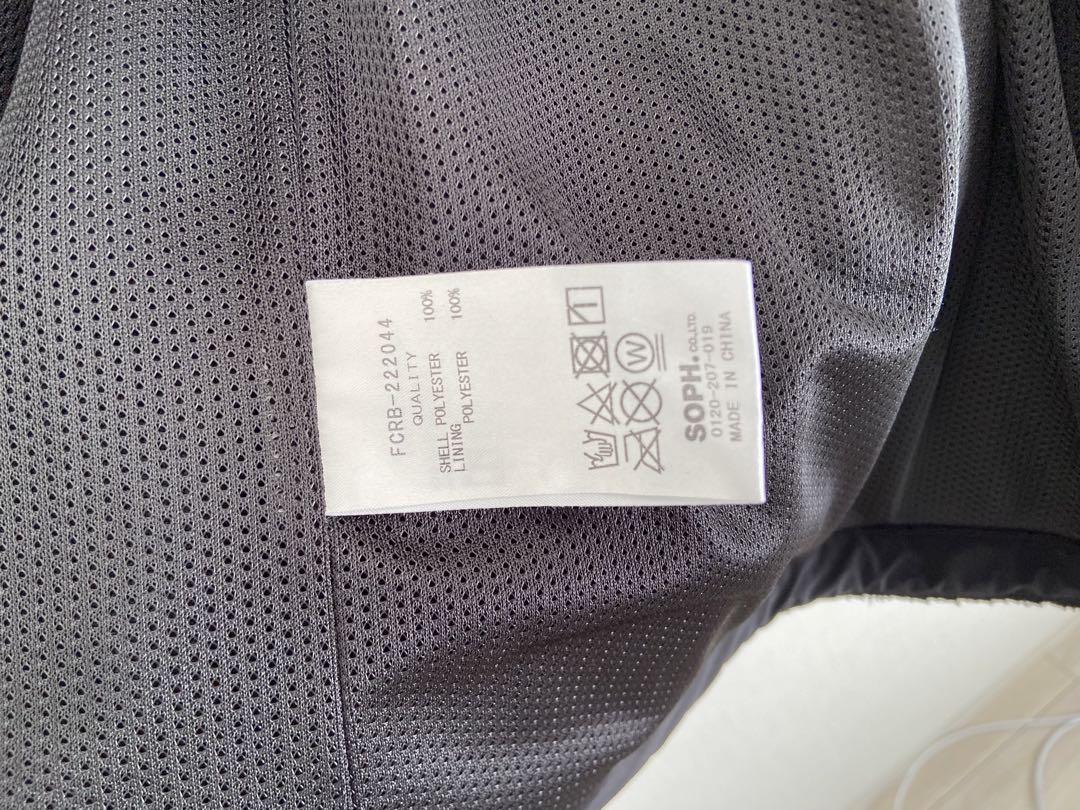 FCRB-222044
QUALITY
SHELL POLYESTER 100%
LINING
POLYESTER 100%
W
SOPH. CO.,LTD.
0120-207-019
MADE IN CHINA